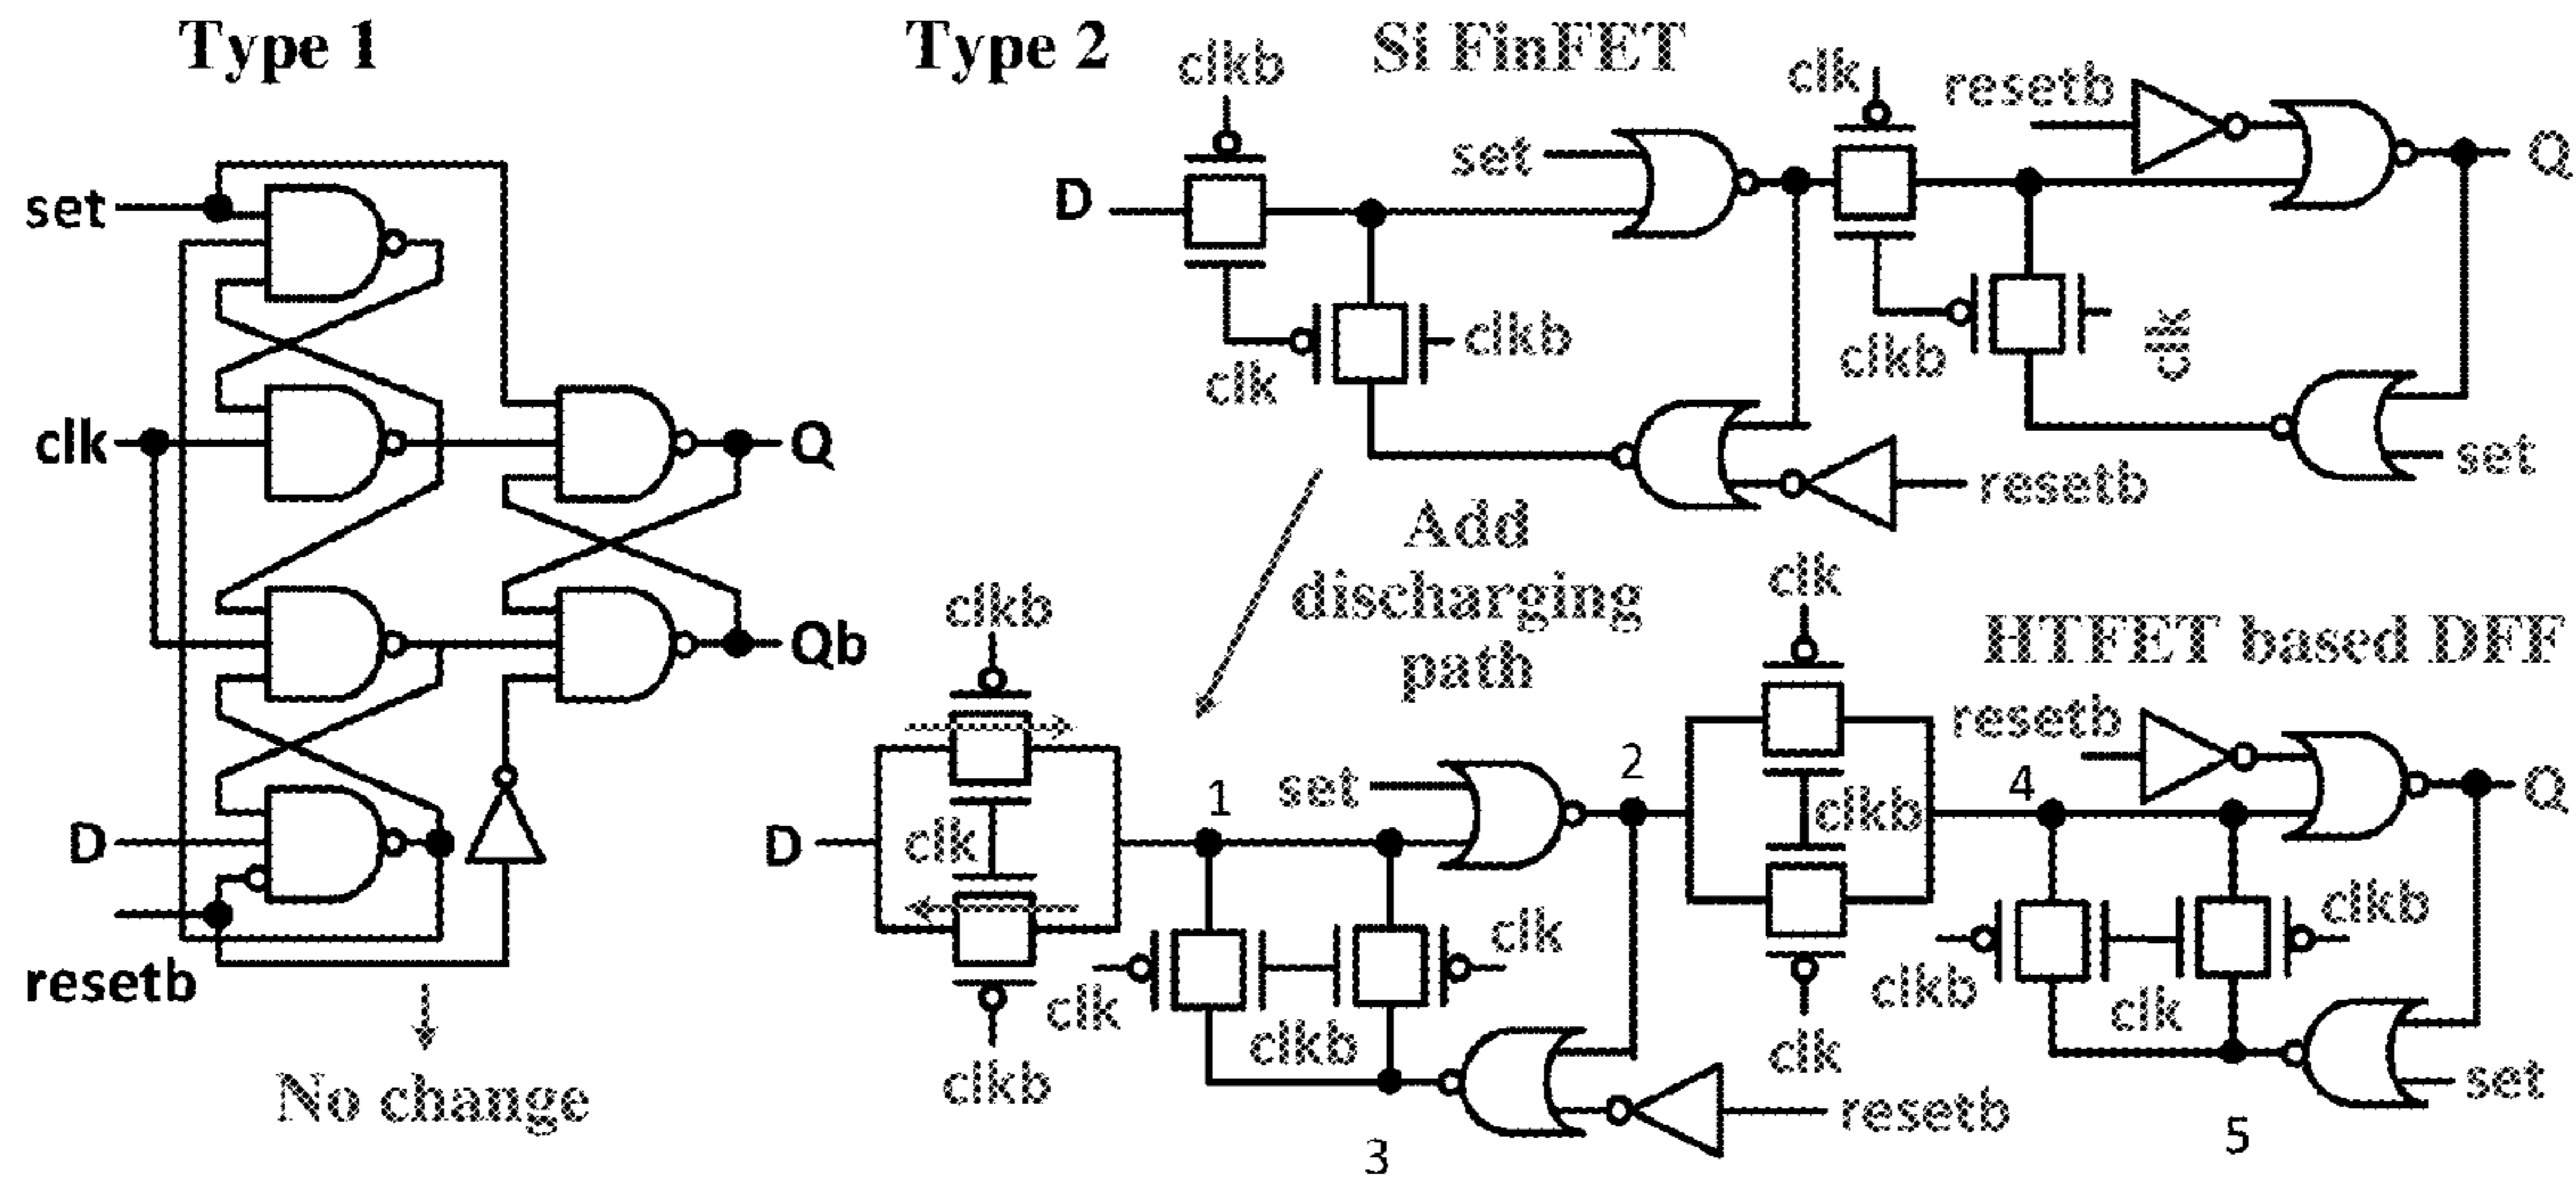 Type 1
set
clk
D
resetb
Q
Qb
No change
Type 2
Si FinFET
clkb
D
clk
clkb
set
clk
resetb
Q
clkb
clk
set
resetb
Add
discharging
path
HTFET based DFF
clkb
D
clk
clkb
1
set
2
clk
clkb
clk
clk
clkb
3
resetb
clk
4
resetb
Q
clkb
clk
clkb
set
5